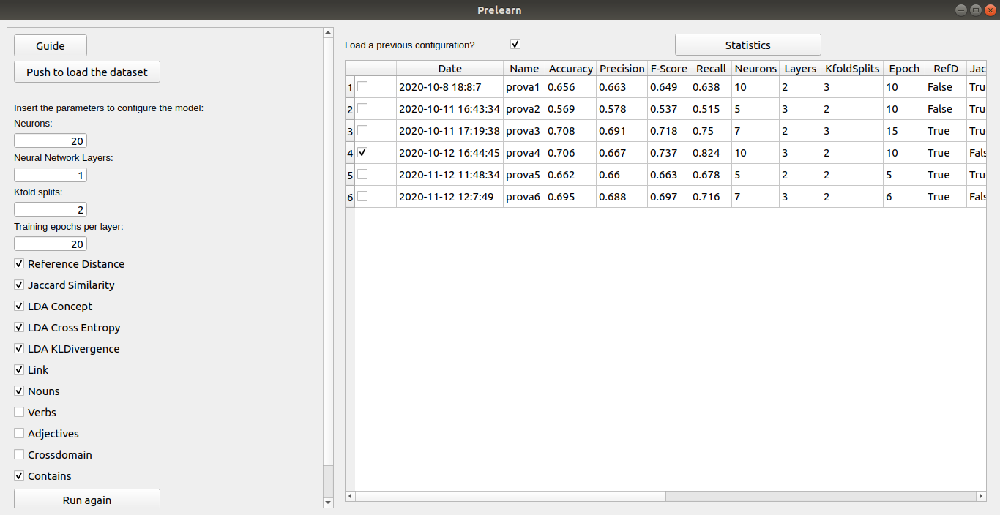 Prelearn
Guide
Push to load the dataset
Insert the parameters to configure the model:
Neurons:
20
Neural Network Layers:
1
Kfold splits:
2
Training epochs per layer:
20
Reference Distance
Jaccard Similarity
LDA Concept
LDA Cross Entropy
LDA KLDivergence
Link
Nouns
Verbs
Adjectives
Crossdomain
Contains
Run again
Load a previous configuration?
Statistics
Date Name Accuracy Precision F-Score Recall Neurons Layers KfoldSplits Epoch RefD Jac
1 2020-10-8 18:8:7 prova1 0.656 0.663 0.649 0.638 10 2 3 10 False Tru
2 2020-10-11 16:43:34 prova2 0.569 0.578 0.537 0.515 5 3 2 10 False Tru
3 2020-10-11 17:19:38 prova3 0.708 0.691 0.718 0.75 7 2 3 15 True Tru
4 2020-10-12 16:44:45 prova4 0.706 0.667 0.737 0.824 10 3 2 10 True Fals
5 2020-11-12 11:48:34 prova5 0.662 0.66 0.663 0.678 5 2 2 5 True Tru
6 2020-11-12 12:7:49 prova6 0.695 0.688 0.697 0.716 7 3 2 6 True Fals